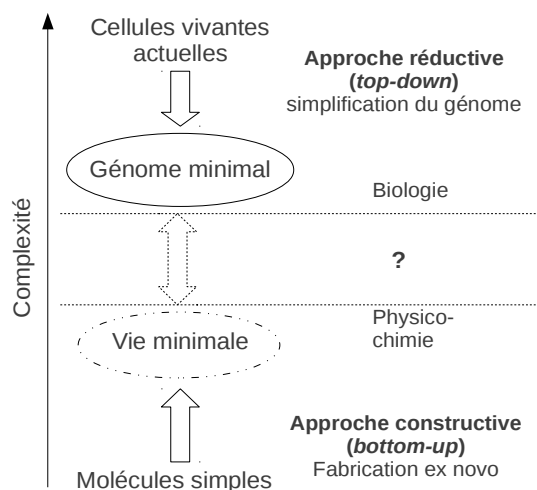 Cellules vivantes
actuelles
Approche réductive
(top-down)
simplification du génome
Génome minimal
Biologie
Complexité
?
Vie minimale
Physico-
chimie
Approche constructive
(bottom-up)
Fabrication ex novo
Molécules simples